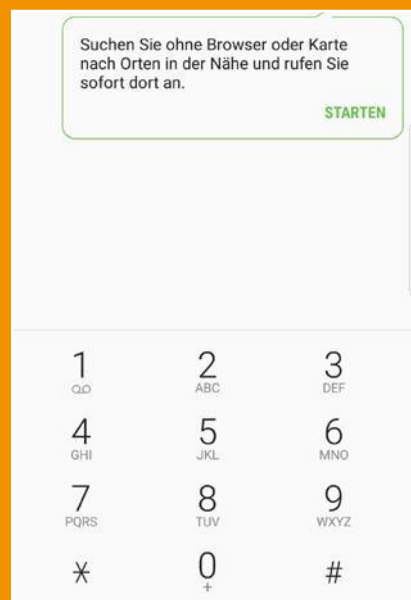 Suchen Sie ohne Browser oder Karte
nach Orten in der Nähe und rufen Sie
sofort dort an.
STARTEN
1 2 3
ABC DEF
4 5 6
GHI JKL MNO
7 8 9
PQRS TUV WXYZ
* 0 #
+